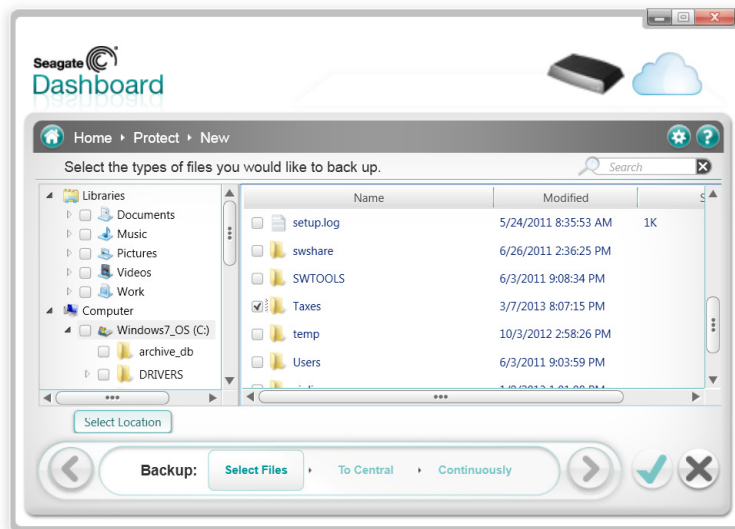 Seagate
Dashboard
Home Protect New
Select the types of files you would like to back up.
Search
Libraries
Documents
Music
Pictures
Videos
Work
Computer
Windows7_OS (C:)
archive_db
DRIVERS
Name Modified S
setup.log 5/24/2011 8:35:53 AM 1K
swshare 6/26/2011 2:36:25 PM
SWTOOLS 6/3/2011 9:08:34 PM
Taxes 3/7/2013 8:07:15 PM
temp 10/3/2012 2:58:26 PM
Users 6/3/2011 9:03:59 PM
Select Location
Backup: Select Files To Central Continuously